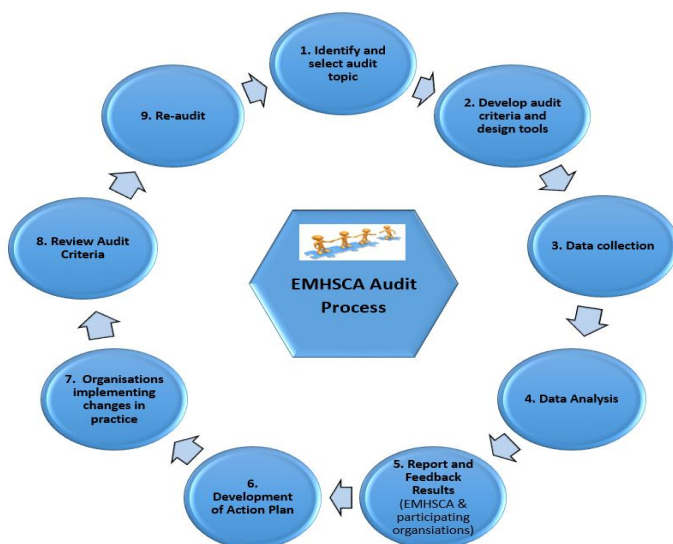 1. Identify and
select audit
topic
2. Develop audit
criteria and
design tools
3. Data collection
4. Data Analysis
5. Report and
Feedback
Results
(EMHSCA &
participating
organsiations)
6.
Development
of Action Plan
7. Organisations
implementing
changes in
practice
8. Review Audit
Criteria
9. Re-audit
EMHSCA Audit
Process